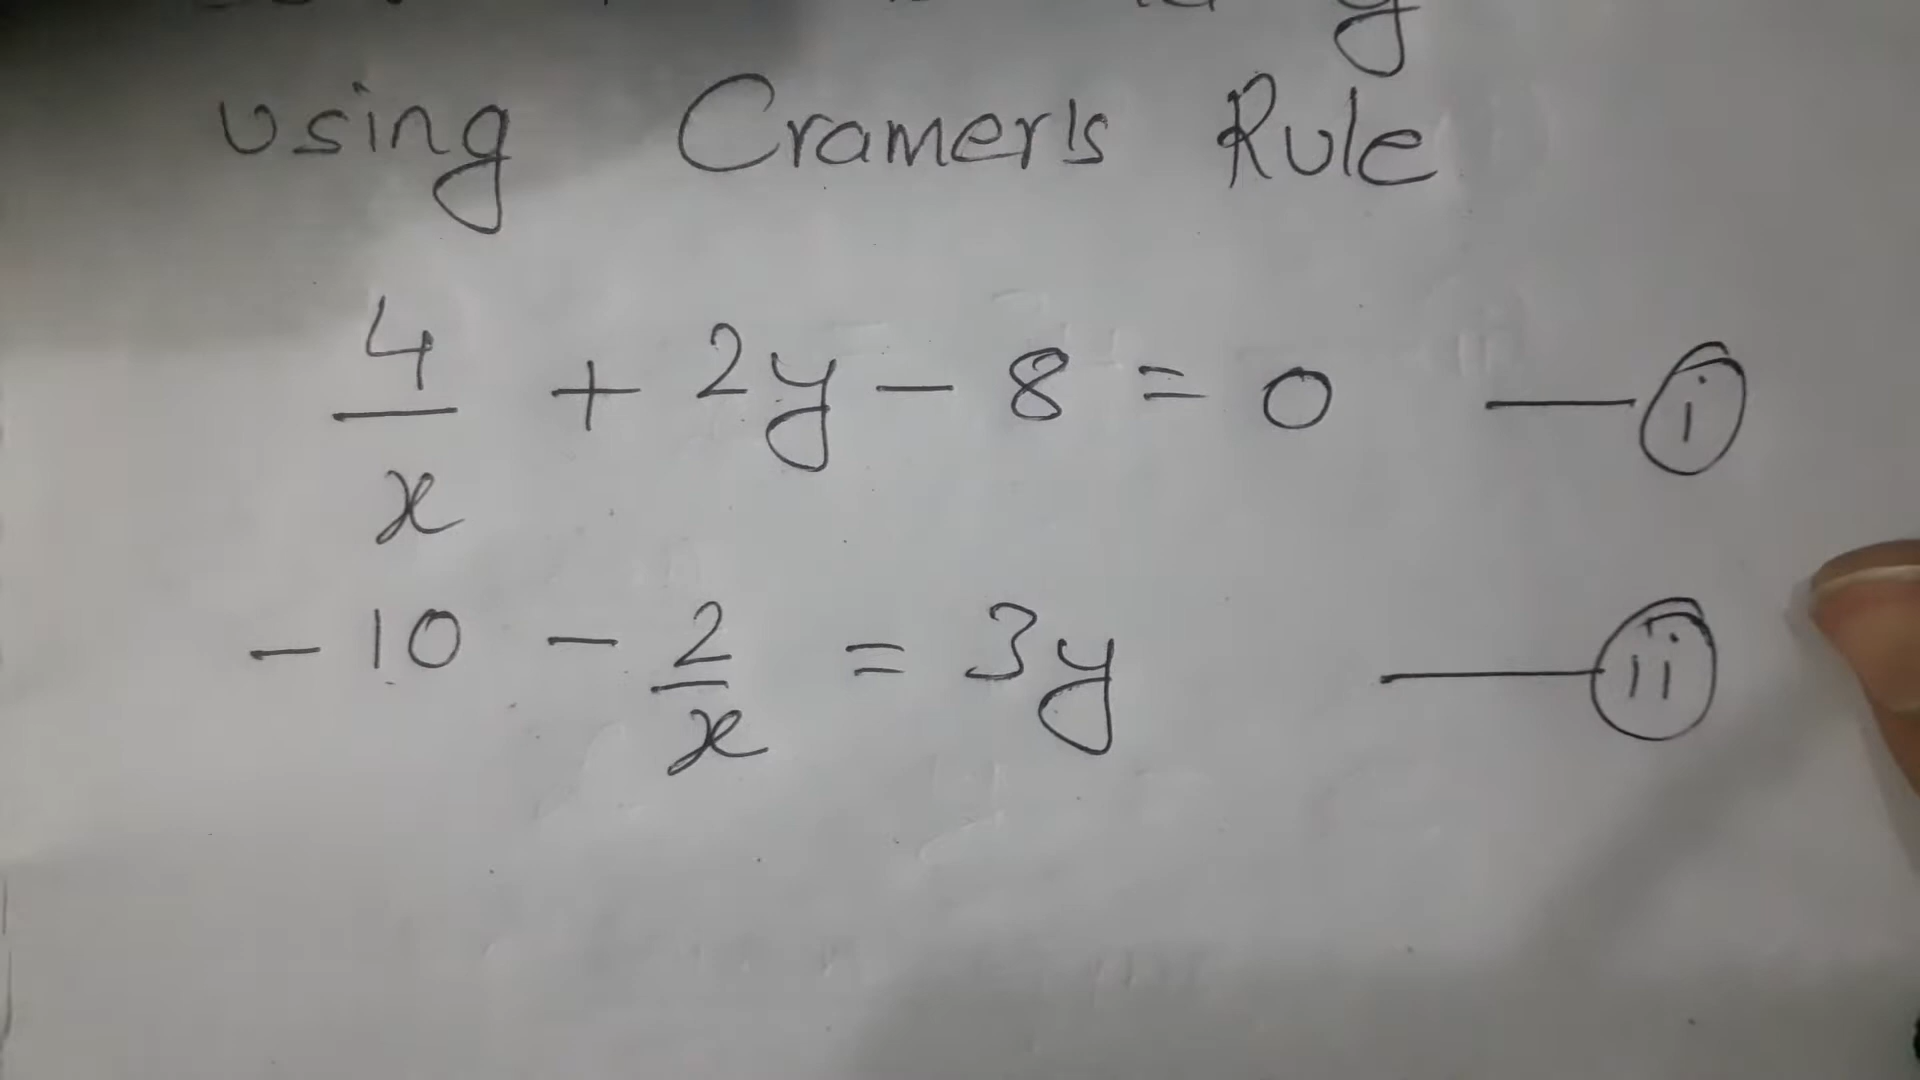 y
using Cramer's Rule
4/x + 2y - 8 = 0 — i
- 10 - 2/x = 3y — ii